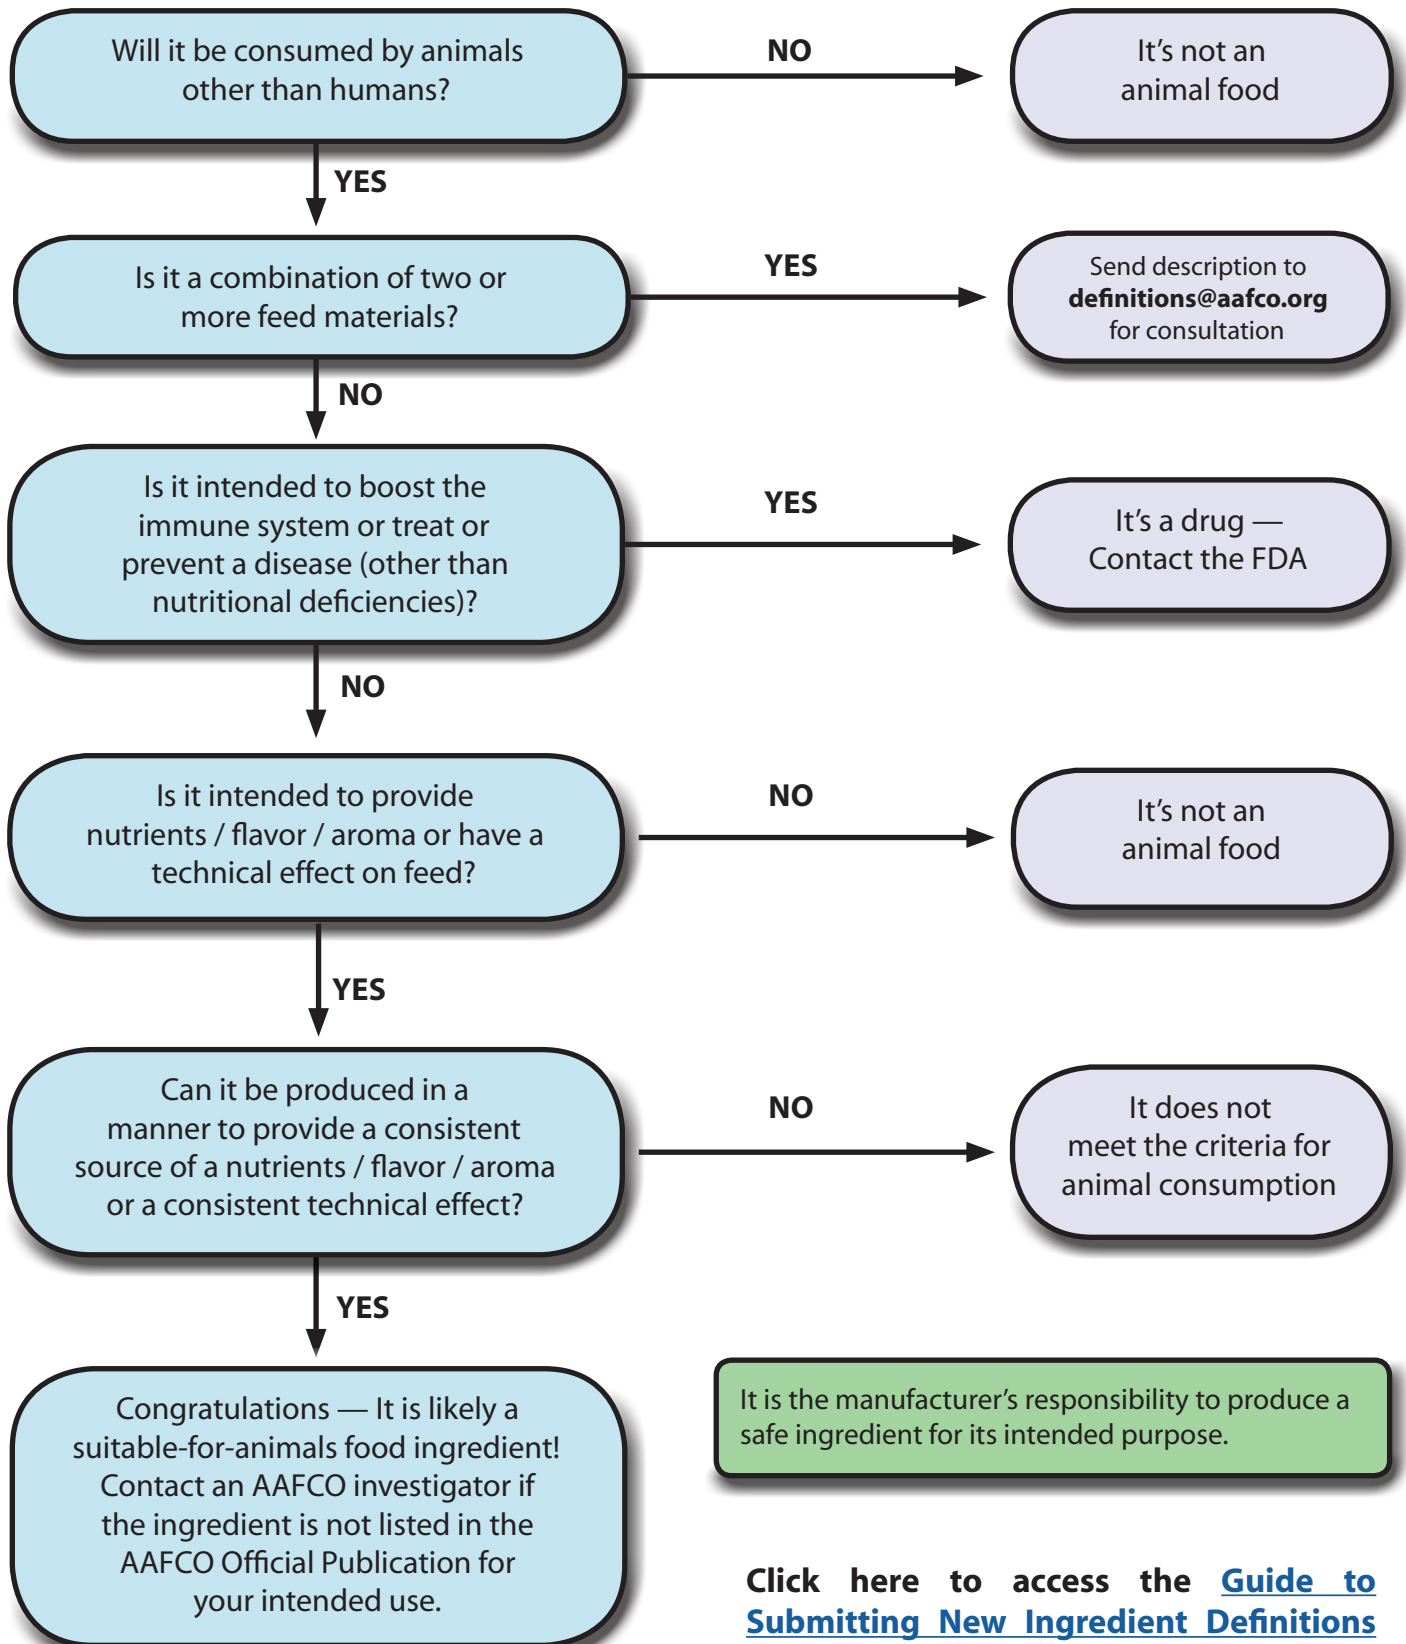 Will it be consumed by animals
other than humans?
NO
It's not an
animal food
YES
Is it a combination of two or
more feed materials?
YES
Send description to
definitions@aafco.org
for consultation
NO
Is it intended to boost the
immune system or treat or
prevent a disease (other than
nutritional deficiencies)?
YES
It's a drug —
Contact the FDA
NO
Is it intended to provide
nutrients / flavor / aroma or have a
technical effect on feed?
NO
It's not an
animal food
YES
Can it be produced in a
manner to provide a consistent
source of a nutrients / flavor / aroma
or a consistent technical effect?
NO
It does not
meet the criteria for
animal consumption
YES
Congratulations — It is likely a
suitable-for-animals food ingredient!
Contact an AAFCO investigator if
the ingredient is not listed in the
AAFCO Official Publication for
your intended use.
It is the manufacturer's responsibility to produce a
safe ingredient for its intended purpose.
Click here to access the Guide to
Submitting New Ingredient Definitions